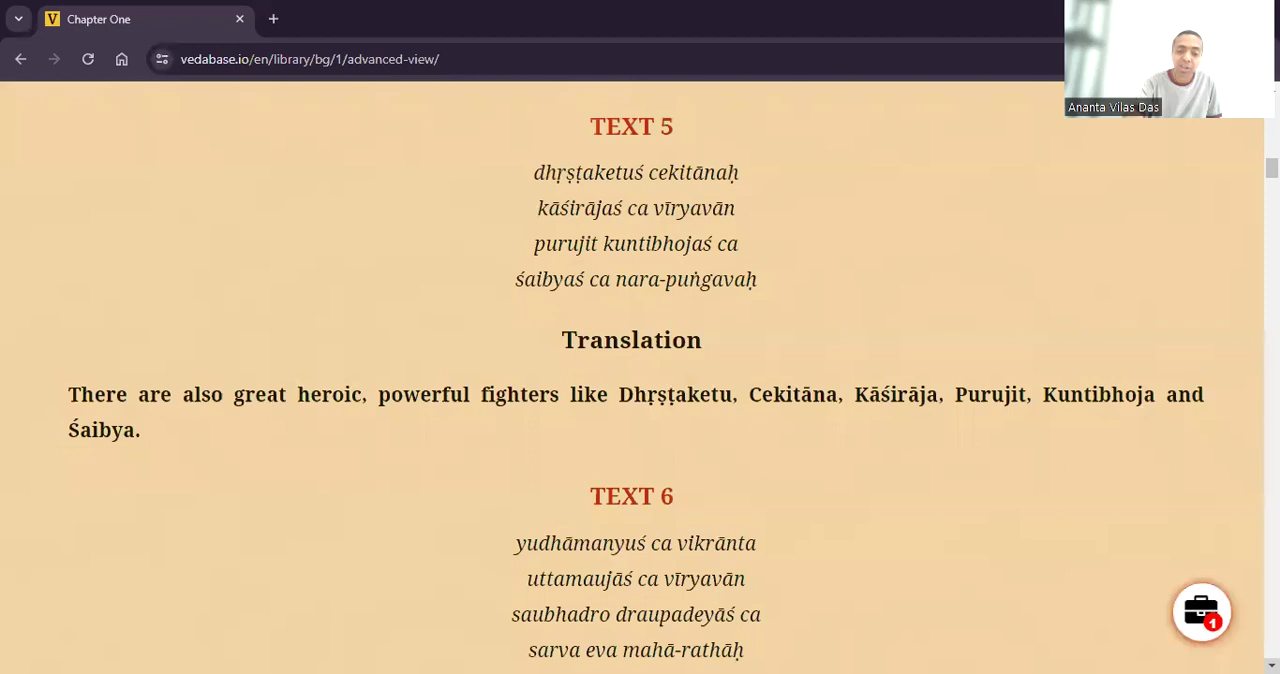 Chapter One
vedabase.io/en/library/bg/1/advanced-view/
Ananta Vilas Das
TEXT 5
dhṛṣṭaketuś cekitānaḥ
kāśirājaś ca vīryavān
purujit kuntibhojaś ca
śaibyaś ca nara-puṅgavaḥ
Translation
There are also great heroic, powerful fighters like Dhṛṣṭaketu, Cekitāna, Kāśirāja, Purujit, Kuntibhoja and
Śaibya.
TEXT 6
yudhāmanyuś ca vikrānta
uttamaujāś ca vīryavān
saubhadro draupadeyāś ca
sarva eva mahā-rathāḥ
1